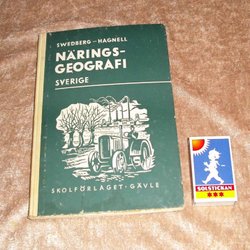 SWEDBERG - HAGNELL
NÄRINGS-
GEOGRAFI
SVERIGE
SKOLFÖRLAGET · GÄVLE
SOLSTICKAN